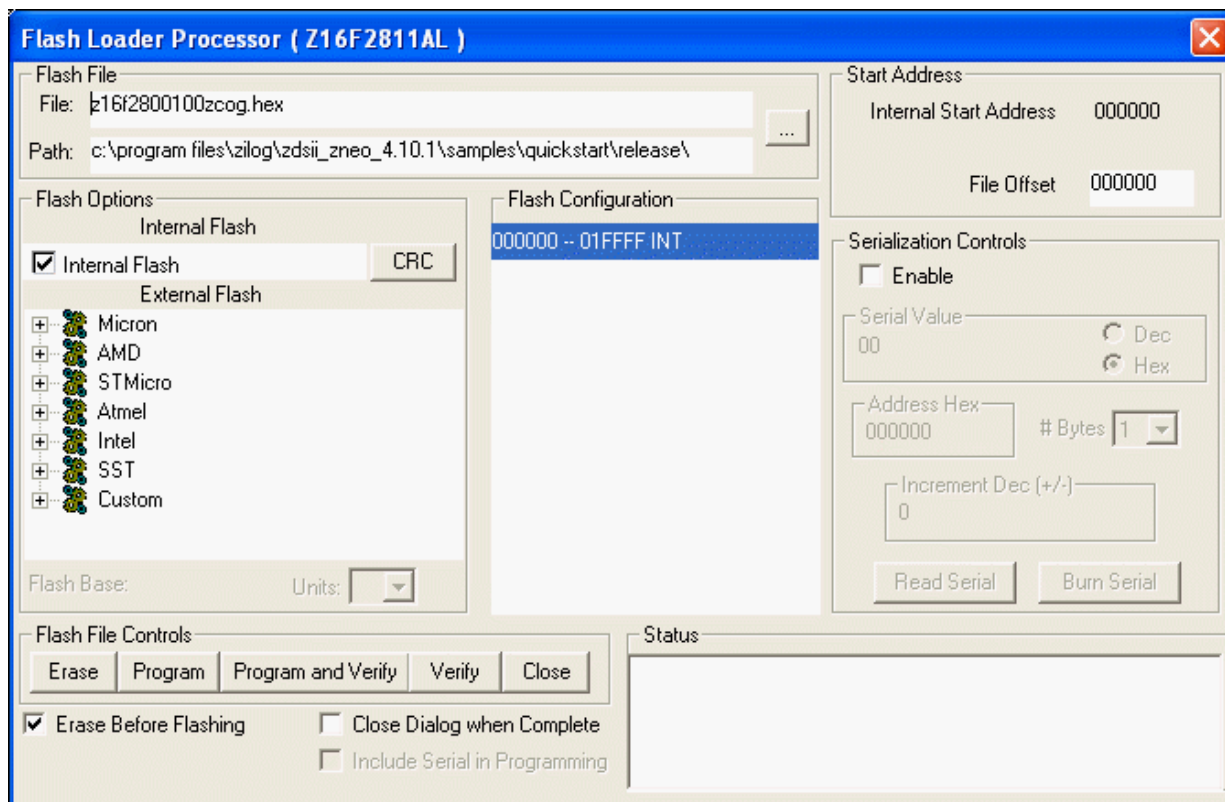 Flash Loader Processor ( Z16F2811AL )
Flash File
File: z16f2800100zcog.hex
...
Path: c:\program files\zilog\zdsii_zneo_4.10.1\samples\quickstart\release\
Start Address
Internal Start Address 000000
File Offset 000000
Flash Options
Internal Flash
Internal Flash CRC
External Flash
Micron
AMD
STMicro
Atmel
Intel
SST
Custom
Flash Base: Units:
Flash Configuration
000000 -- 01FFFF INT
Serialization Controls
Enable
Serial Value
00
Dec
Hex
Address Hex
000000
# Bytes 1
Increment Dec (+/-)
0
Read Serial Burn Serial
Flash File Controls
Erase Program Program and Verify Verify Close
Erase Before Flashing Close Dialog when Complete
Include Serial in Programming
Status